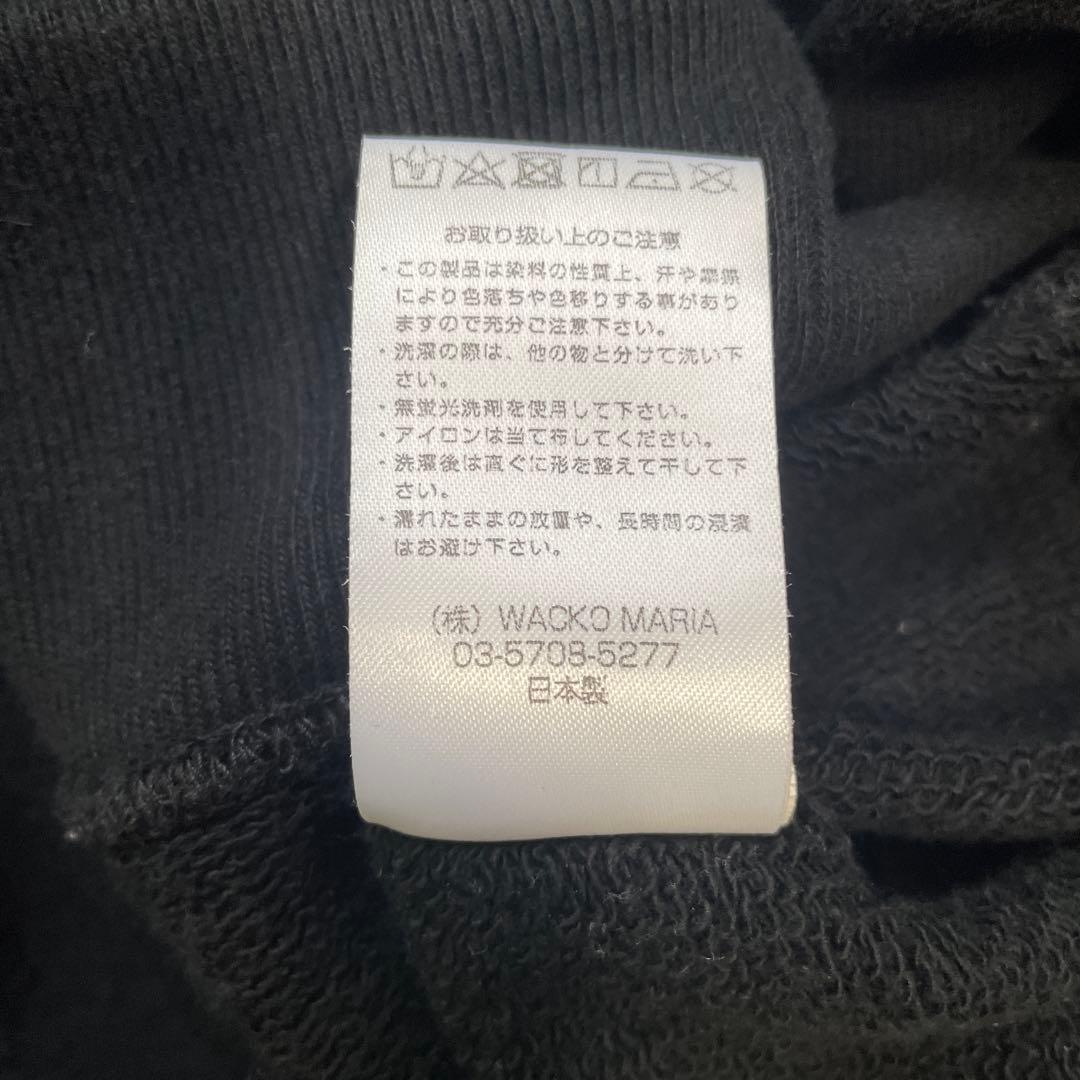 お取り扱い上のご注意
・この製品は染料の性質上、汗や摩擦
により色落ちや色移りする事があり
ますので充分ご注意下さい。
・洗濯の際は、他の物と分けて洗い下
さい。
・無蛍光洗剤を使用して下さい。
・アイロンは当て布してください。
・洗濯後は直ぐに形を整えて干して下
さい。
・濡れたままの放置や、長時間の浸漬
はお避け下さい。
(株) WACKO MARIA
03-5708-5277
日本製